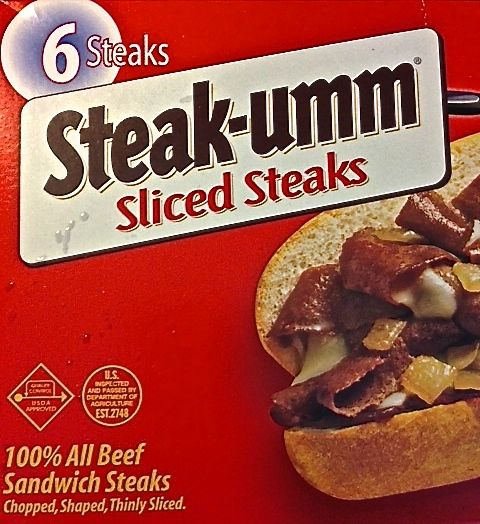 6 Steaks
Steak-umm®
Sliced Steaks
QUALITY
CONTROL
USDA
APPROVED
U.S.
INSPECTED
AND PASSED BY
DEPARTMENT OF
AGRICULTURE
EST.2748
100% All Beef
Sandwich Steaks
Chopped, Shaped, Thinly Sliced.